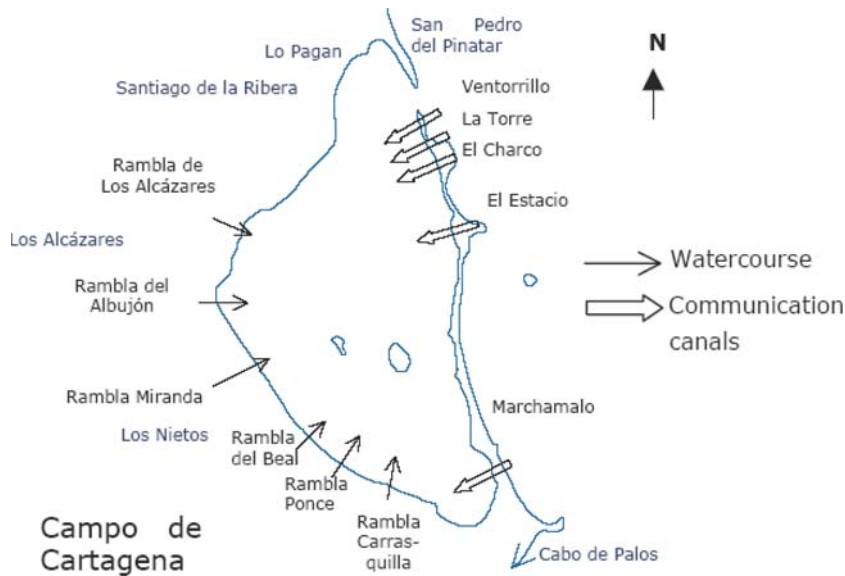 San Pedro
del Pinatar
Lo Pagan
N
Santiago de la Ribera
Ventorrillo
La Torre
El Charco
Rambla de
Los Alcázares
El Estacio
Los Alcázares
Watercourse
Rambla del
Albujón
Communication
canals
Rambla Miranda
Marchamalo
Los Nietos
Rambla
del Beal
Rambla
Ponce
Rambla
Carras-
quilla
Campo de
Cartagena
Cabo de Palos